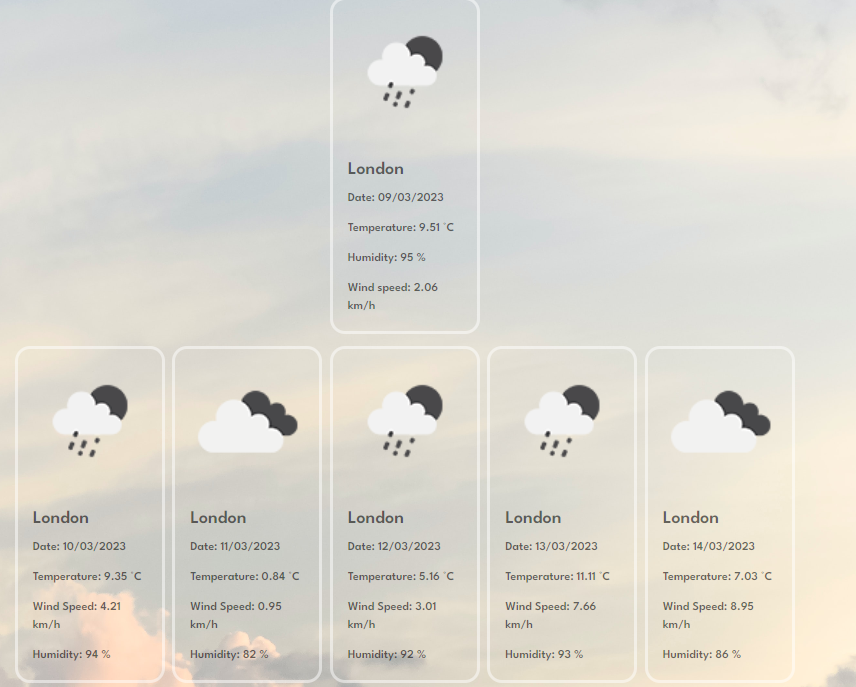 London
Date: 09/03/2023
Temperature: 9.51 °C
Humidity: 95 %
Wind speed: 2.06
km/h
London
Date: 10/03/2023
Temperature: 9.35 °C
Wind Speed: 4.21
km/h
Humidity: 94 %
London
Date: 11/03/2023
Temperature: 0.84 °C
Wind Speed: 0.95
km/h
Humidity: 82 %
London
Date: 12/03/2023
Temperature: 5.16 °C
Wind Speed: 3.01
km/h
Humidity: 92 %
London
Date: 13/03/2023
Temperature: 11.11 °C
Wind Speed: 7.66
km/h
Humidity: 93 %
London
Date: 14/03/2023
Temperature: 7.03 °C
Wind Speed: 8.95
km/h
Humidity: 86 %